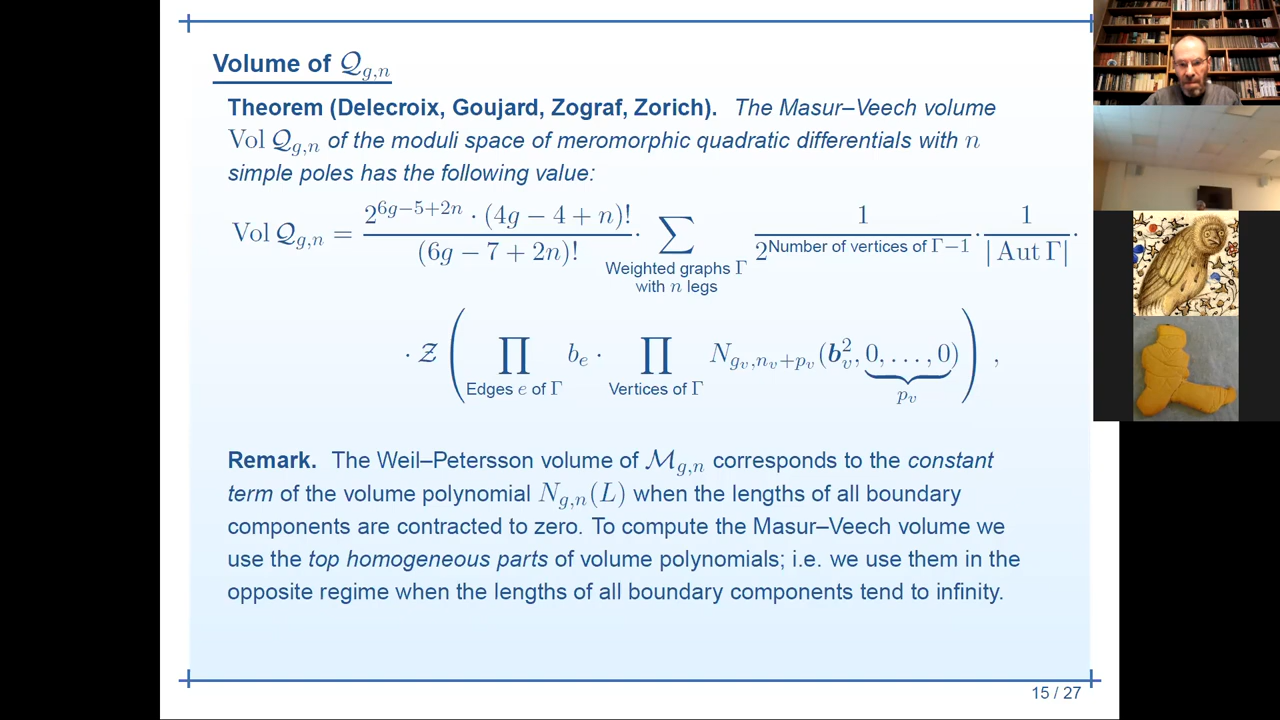 Volume of 𝒬_{g,n}
Theorem (Delecroix, Goujard, Zograf, Zorich). The Masur–Veech volume
Vol 𝒬_{g,n} of the moduli space of meromorphic quadratic differentials with n
simple poles has the following value:
Vol 𝒬_{g,n} = \frac{2^{6g−5+2n} · (4g − 4 + n)!}{(6g − 7 + 2n)!} · ∑_{Weighted graphs Γ with n legs} \frac{1}{2^{Number of vertices of Γ−1}} · \frac{1}{|Aut Γ|} ·
· 𝒵 ( ∏_{Edges e of Γ} b_e · ∏_{Vertices of Γ} N_{g_v,n_v+p_v}(𝒃_v^2, \underbrace{0, . . . , 0}_{p_v}) ) ,
Remark. The Weil–Petersson volume of ℳ_{g,n} corresponds to the constant
term of the volume polynomial N_{g,n}(L) when the lengths of all boundary
components are contracted to zero. To compute the Masur–Veech volume we
use the top homogeneous parts of volume polynomials; i.e. we use them in the
opposite regime when the lengths of all boundary components tend to infinity.
15 / 27